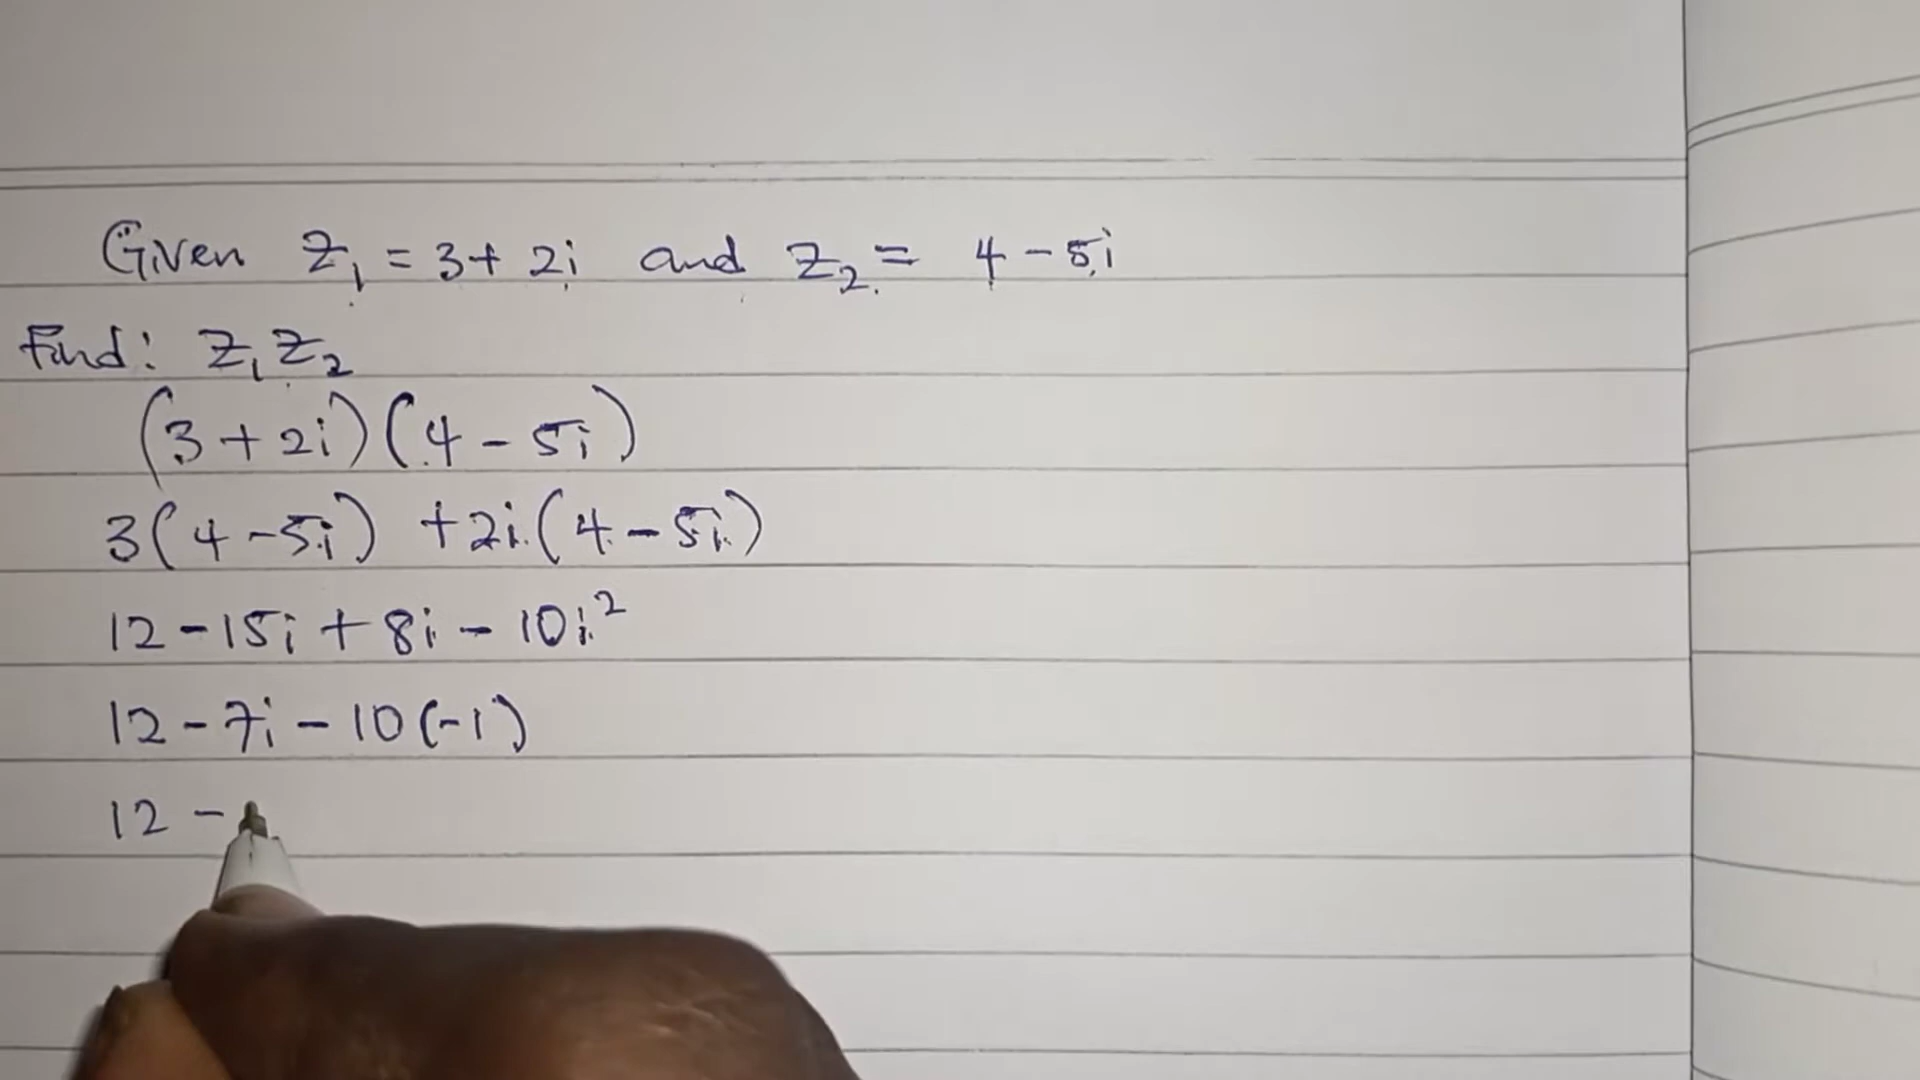 Given z₁ = 3 + 2i and z₂ = 4 - 5i
Find: z₁z₂
(3 + 2i)(4 - 5i)
3(4 - 5i) + 2i(4 - 5i)
12 - 15i + 8i - 10i²
12 - 7i - 10(-1)
12 -